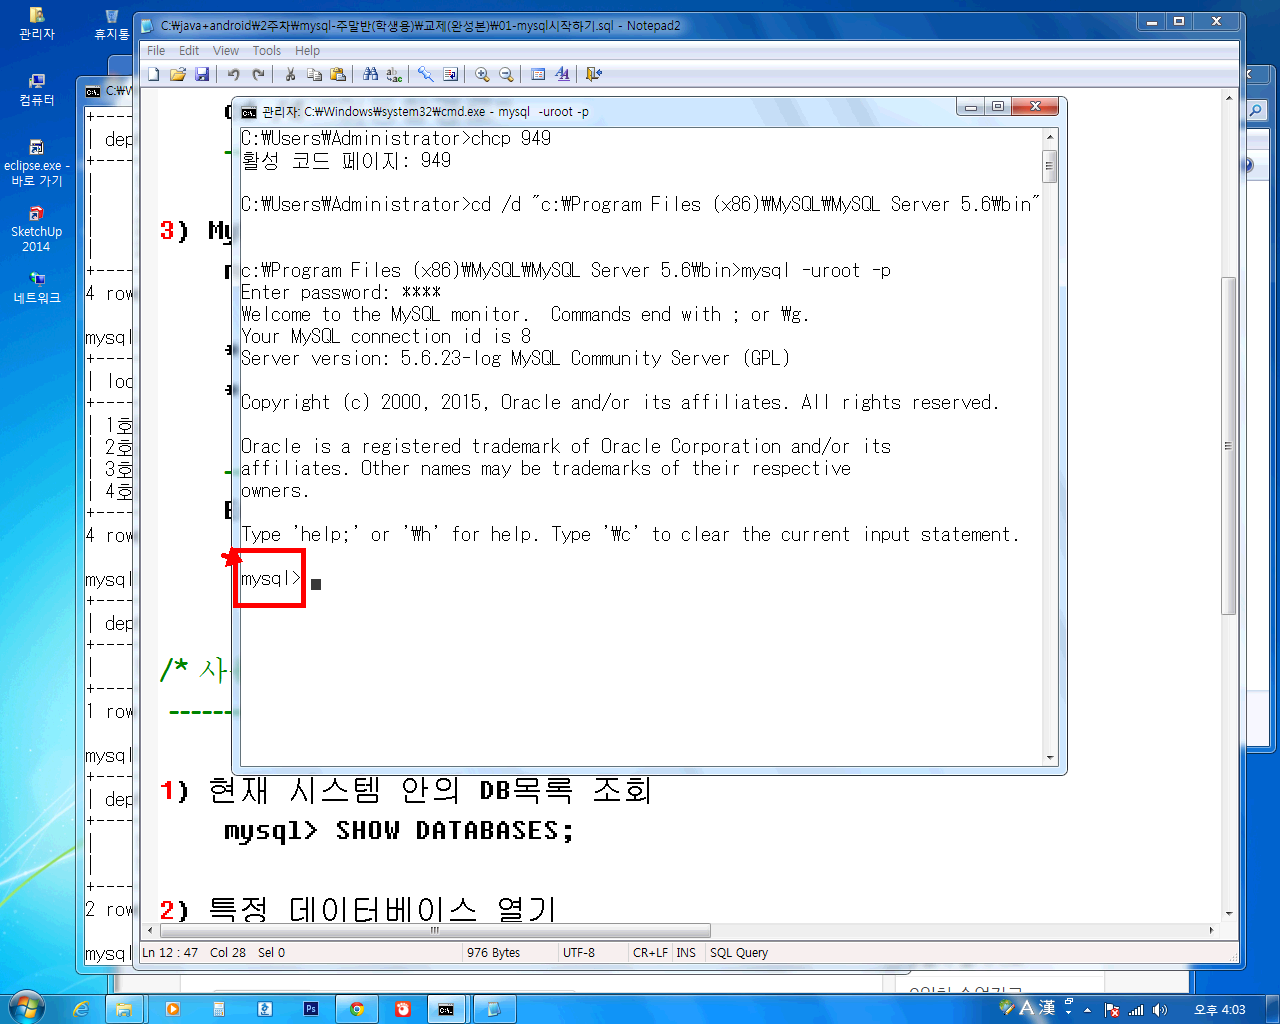 관리자
휴지통
컴퓨터
eclipse.exe -
바로 가기
SketchUp
2014
네트워크
C:\java+android\2주차\mysql-주말반(학생용)\교제(완성본)\01-mysql시작하기.sql - Notepad2
File Edit View Tools Help
C:\W
+----
| dep
+----
|
|
|
|
+----
4 row
mysql
+----
| loc
+----
| 1호
| 2호
| 3호
| 4호
+----
4 row
mysql
+----
| dep
+----
|
+----
1 row
mysql
+----
| dep
+----
|
|
+----
2 row
mysql
관리자: C:\Windows\system32\cmd.exe - mysql -uroot -p
C:\Users\Administrator>chcp 949
활성 코드 페이지: 949
C:\Users\Administrator>cd /d "c:\Program Files (x86)\MySQL\MySQL Server 5.6\bin"
c:\Program Files (x86)\MySQL\MySQL Server 5.6\bin>mysql -uroot -p
Enter password: ****
Welcome to the MySQL monitor.  Commands end with ; or \g.
Your MySQL connection id is 8
Server version: 5.6.23-log MySQL Community Server (GPL)
Copyright (c) 2000, 2015, Oracle and/or its affiliates. All rights reserved.
Oracle is a registered trademark of Oracle Corporation and/or its
affiliates. Other names may be trademarks of their respective
owners.
Type 'help;' or '\h' for help. Type '\c' to clear the current input statement.
mysql>
3) My
/* 사
-------
1) 현재 시스템 안의 DB목록 조회
mysql> SHOW DATABASES;
2) 특정 데이터베이스 열기
Ln 12 : 47 Col 28 Sel 0 976 Bytes UTF-8 CR+LF INS SQL Query
A 漢
오후 4:03